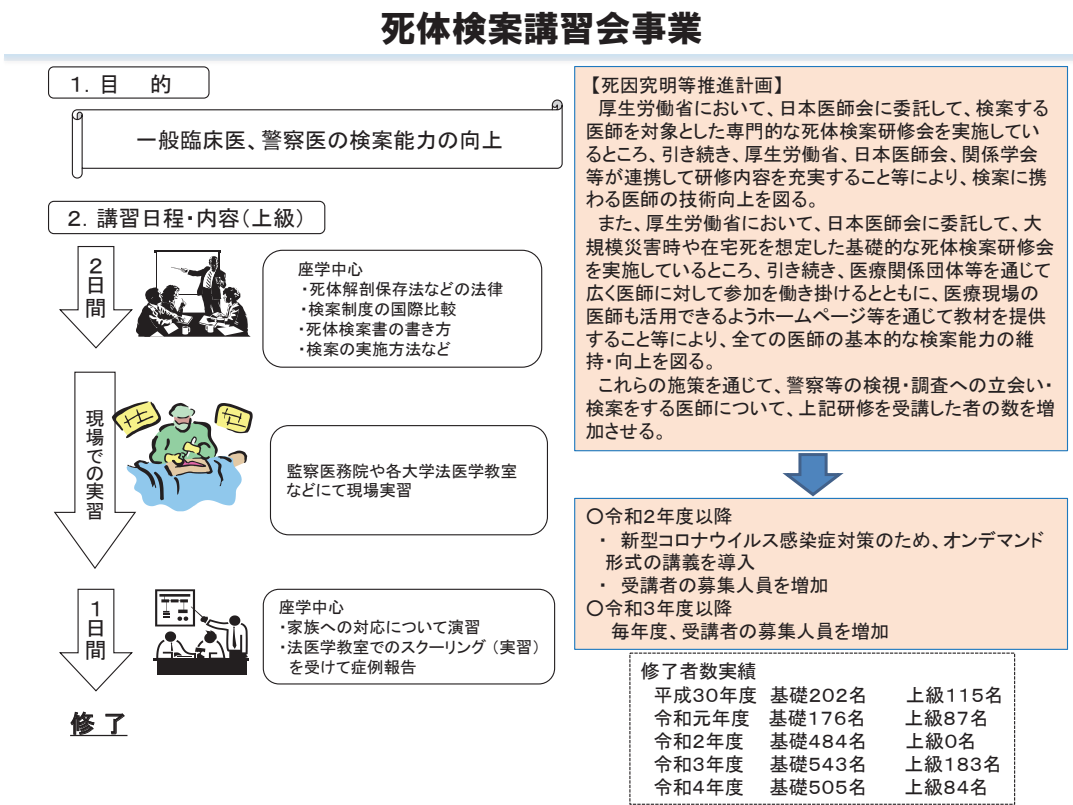 死体検案講習会事業
1．目　的
一般臨床医、警察医の検案能力の向上
2．講習日程・内容（上級）
2日間
座学中心
・死体解剖保存法などの法律
・検案制度の国際比較
・死体検案書の書き方
・検案の実施方法など
現場での実習
監察医務院や各大学法医学教室
などにて現場実習
1日間
座学中心
・家族への対応について演習
・法医学教室でのスクーリング（実習）
を受けて症例報告
修了
【死因究明等推進計画】
厚生労働省において、日本医師会に委託して、検案する
医師を対象とした専門的な死体検案研修会を実施してい
るところ、引き続き、厚生労働省、日本医師会、関係学会
等が連携して研修内容を充実すること等により、検案に携
わる医師の技術向上を図る。
また、厚生労働省において、日本医師会に委託して、大
規模災害時や在宅死を想定した基礎的な死体検案研修会
を実施しているところ、引き続き、医療関係団体等を通じて
広く医師に対して参加を働き掛けるとともに、医療現場の
医師も活用できるようホームページ等を通じて教材を提供
すること等により、全ての医師の基本的な検案能力の維
持・向上を図る。
これらの施策を通じて、警察等の検視・調査への立会い・
検案をする医師について、上記研修を受講した者の数を増
加させる。
○令和2年度以降
・ 新型コロナウイルス感染症対策のため、オンデマンド
形式の講義を導入
・ 受講者の募集人員を増加
○令和3年度以降
毎年度、受講者の募集人員を増加
修了者数実績
平成30年度 基礎202名 上級115名
令和元年度 基礎176名 上級87名
令和2年度 基礎484名 上級0名
令和3年度 基礎543名 上級183名
令和4年度 基礎505名 上級84名